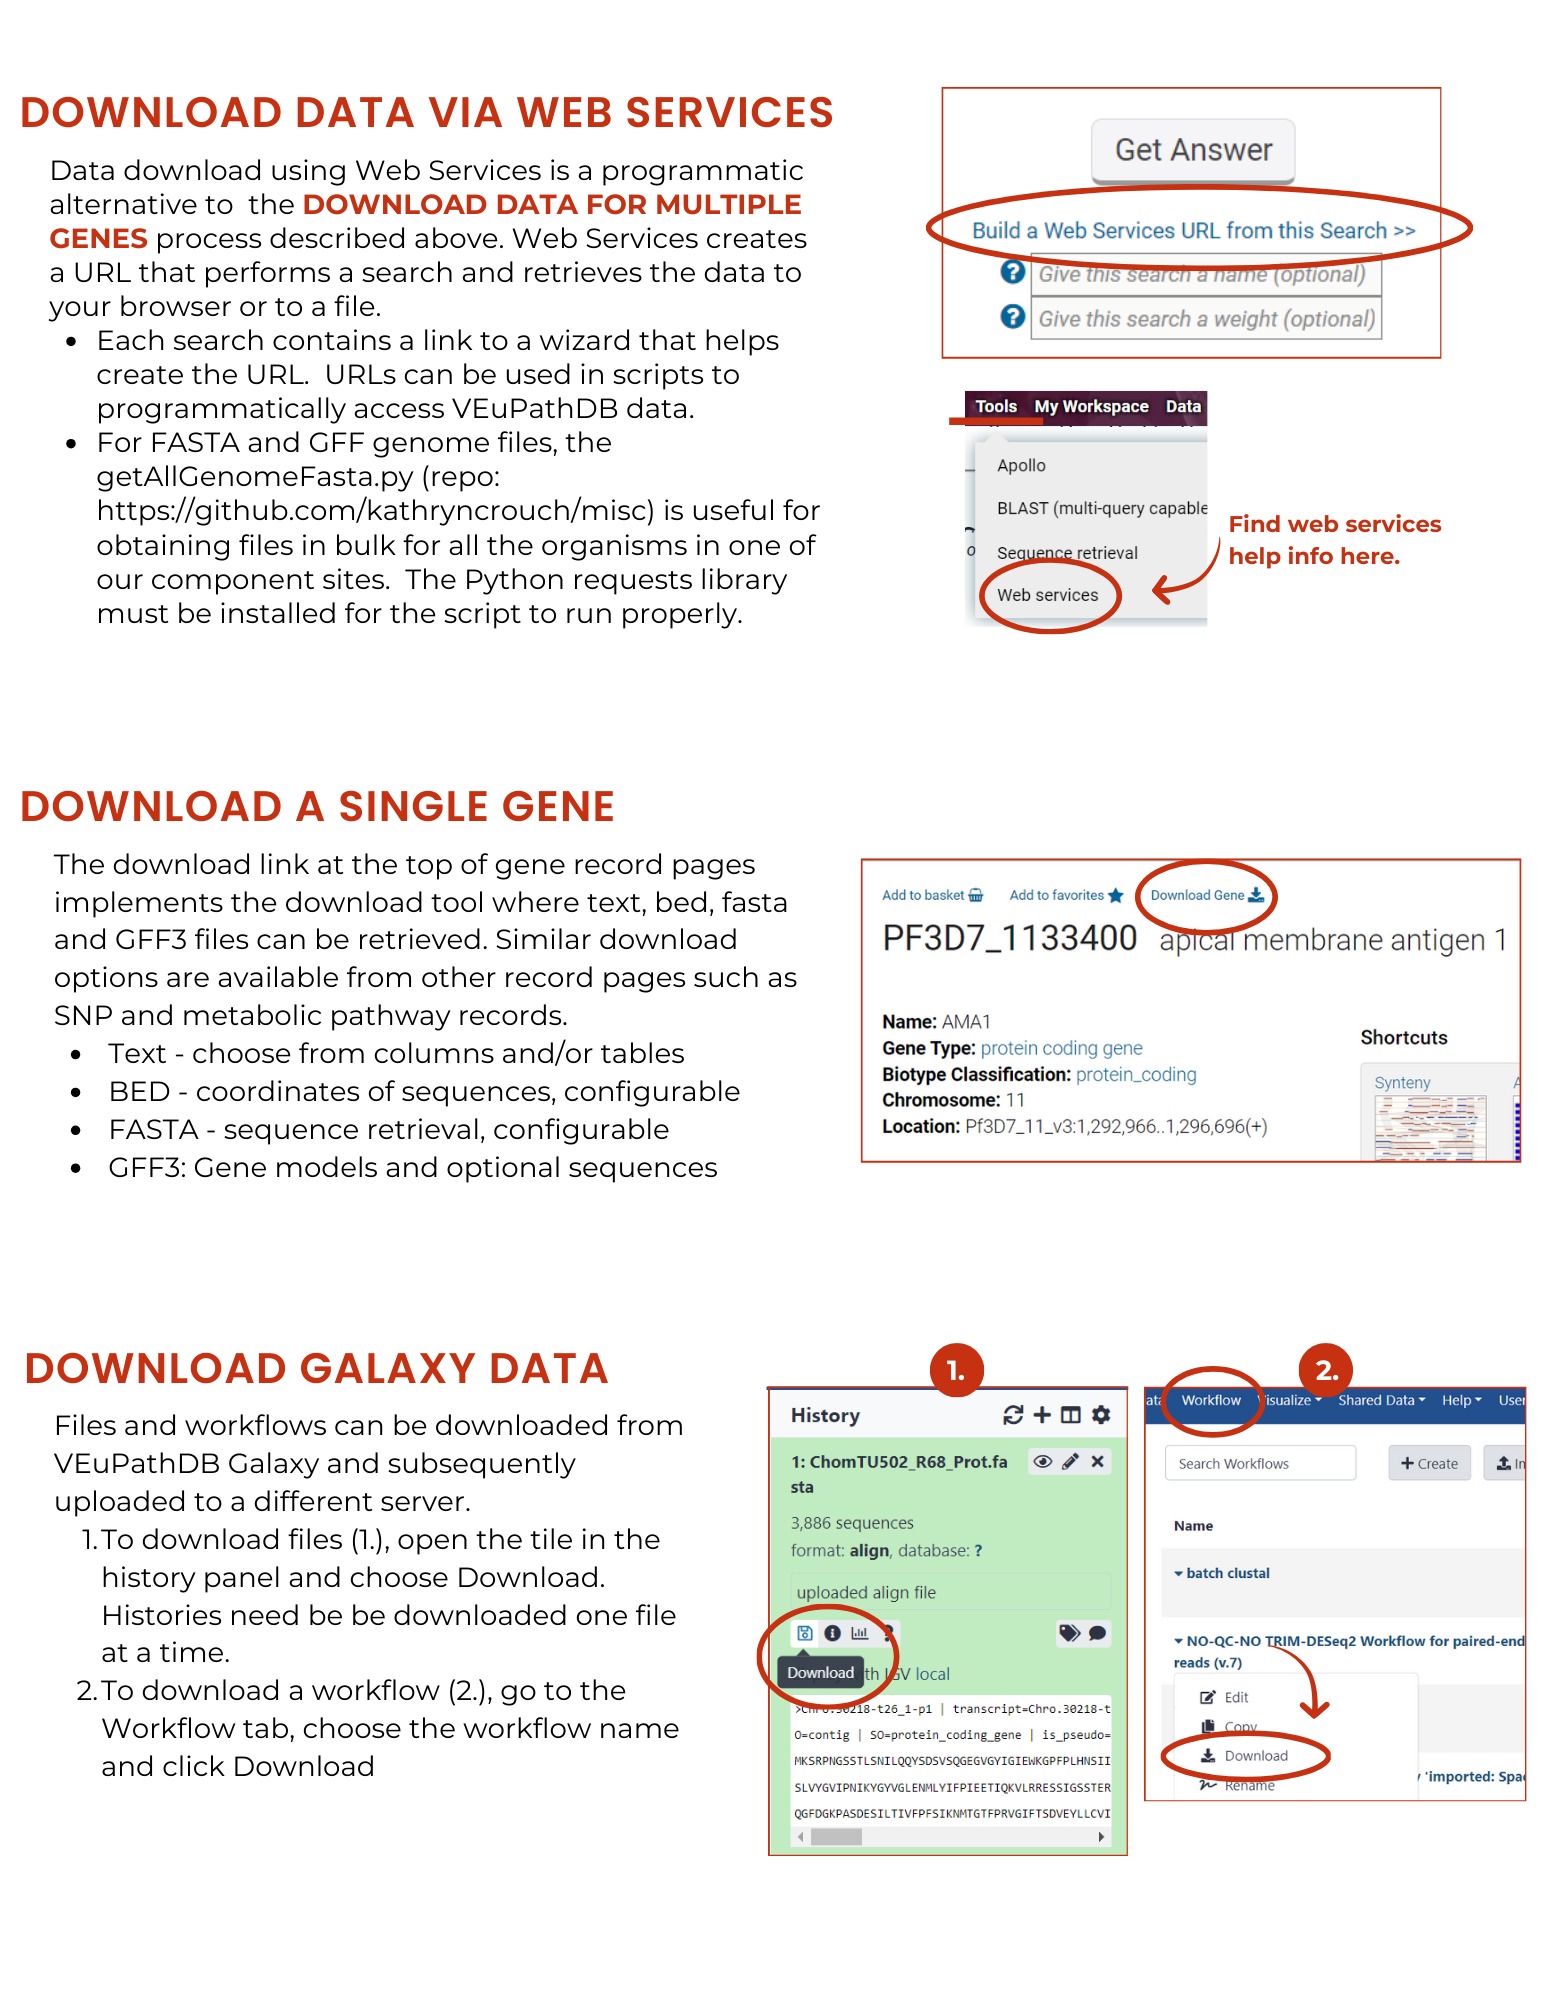 DOWNLOAD DATA VIA WEB SERVICES
Data download using Web Services is a programmatic
alternative to the DOWNLOAD DATA FOR MULTIPLE
GENES process described above. Web Services creates
a URL that performs a search and retrieves the data to
your browser or to a file.
• Each search contains a link to a wizard that helps
create the URL. URLs can be used in scripts to
programmatically access VEuPathDB data.
• For FASTA and GFF genome files, the
getAllGenomeFasta.py (repo:
https://github.com/kathryncrouch/misc) is useful for
obtaining files in bulk for all the organisms in one of
our component sites. The Python requests library
must be installed for the script to run properly.
Get Answer
Build a Web Services URL from this Search >>
? Give this search a name (optional)
? Give this search a weight (optional)
Tools My Workspace Data
Apollo
BLAST (multi-query capable
Sequence retrieval
Web services
Find web services
help info here.
DOWNLOAD A SINGLE GENE
The download link at the top of gene record pages
implements the download tool where text, bed, fasta
and GFF3 files can be retrieved. Similar download
options are available from other record pages such as
SNP and metabolic pathway records.
• Text - choose from columns and/or tables
• BED - coordinates of sequences, configurable
• FASTA - sequence retrieval, configurable
• GFF3: Gene models and optional sequences
Add to basket Add to favorites Download Gene
PF3D7_1133400 apical membrane antigen 1
Name: AMA1
Gene Type: protein coding gene
Biotype Classification: protein_coding
Chromosome: 11
Location: Pf3D7_11_v3:1,292,966..1,296,696(+)
Shortcuts
Synteny
DOWNLOAD GALAXY DATA
Files and workflows can be downloaded from
VEuPathDB Galaxy and subsequently
uploaded to a different server.
1. To download files (1.), open the tile in the
history panel and choose Download.
Histories need be be downloaded one file
at a time.
2. To download a workflow (2.), go to the
Workflow tab, choose the workflow name
and click Download
1.
History
1: ChomTU502_R68_Prot.fa
sta
3,886 sequences
format: align, database: ?
uploaded align file
Download
IGV local
>Chro.30218-t26_1-p1 | transcript=Chro.30218-t
O=contig | SO=protein_coding_gene | is_pseudo=
MKSRPNGSSTLSNILQQYSDSVSQGEGVGYIGIEWKGPFPLHNSII
SLVYGVIPNIKYGYVGLENMLYIFPIEETIQKVLRRESSIGSSTER
QGFDGKPASDESILTIVFPFSIKNMTGTFPRVGIFTSDVEYLLCVI
2.
Workflow Visualize Shared Data Help User
Search Workflows
+ Create
Name
batch clustal
NO-QC-NO TRIM-DESeq2 Workflow for paired-end
reads (v.7)
Edit
Copy
Download
Rename
'imported: Spa